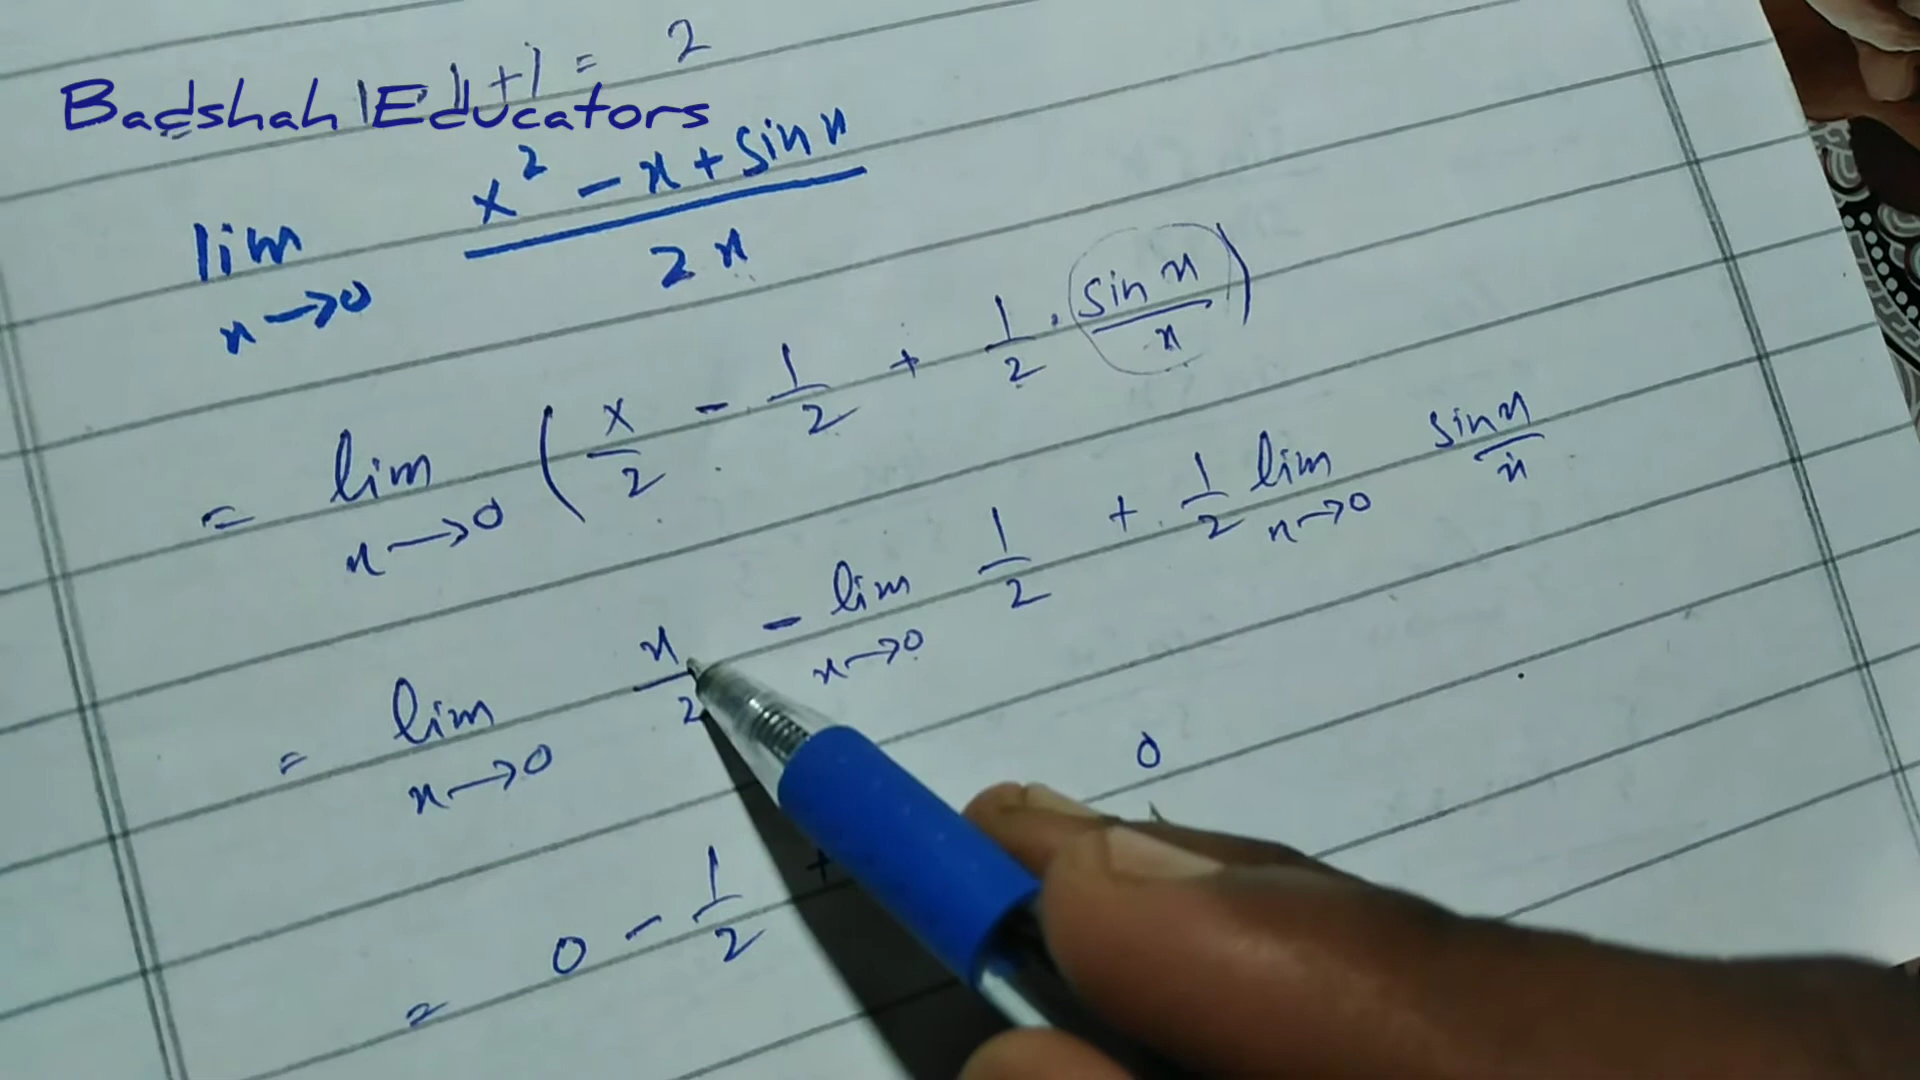 1 + 1 = 2
Badshah Educators
lim x→0 (x² - x + sin x)/(2x)
= lim x→0 (x/2 - 1/2 + 1/2 · sin x/x)
= lim x→0 x/2 - lim x→0 1/2 + 1/2 lim x→0 sin x/x
0
= 0 - 1/2 +